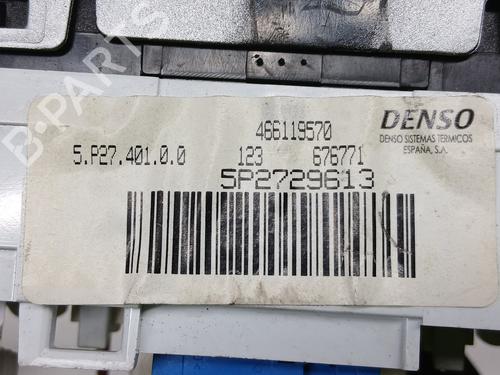 466119570
DENSO
DENSO SISTEMAS TERMICOS
ESPAÑA, S.A.
5.P27.401.0.0 123 676771
5P2729613
B-PARTS